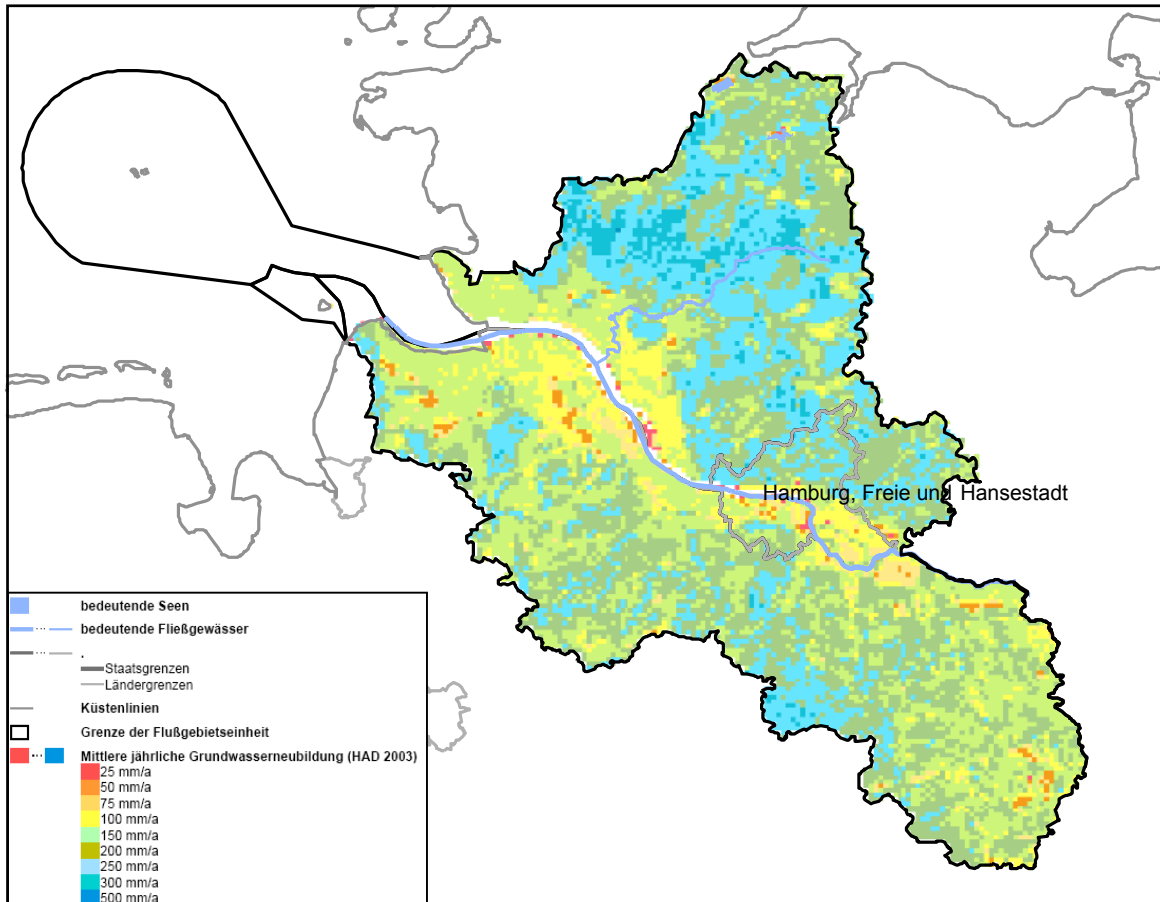 Hamburg, Freie und Hansestadt
bedeutende Seen
bedeutende Fließgewässer
.
Staatsgrenzen
Ländergrenzen
Küstenlinien
Grenze der Flußgebietseinheit
Mittlere jährliche Grundwasserneubildung (HAD 2003)
25 mm/a
50 mm/a
75 mm/a
100 mm/a
150 mm/a
200 mm/a
250 mm/a
300 mm/a
500 mm/a